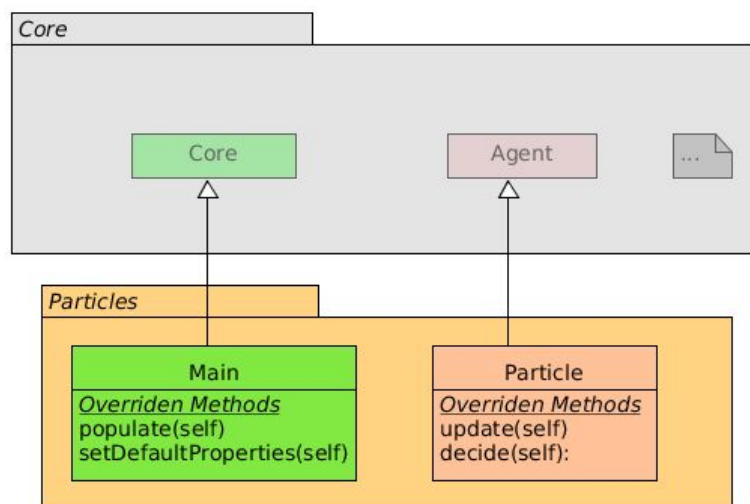 Core
Core
Agent
...
Particles
Main
Overriden Methods
populate(self)
setDefaultProperties(self)
Particle
Overriden Methods
update(self)
decide(self):